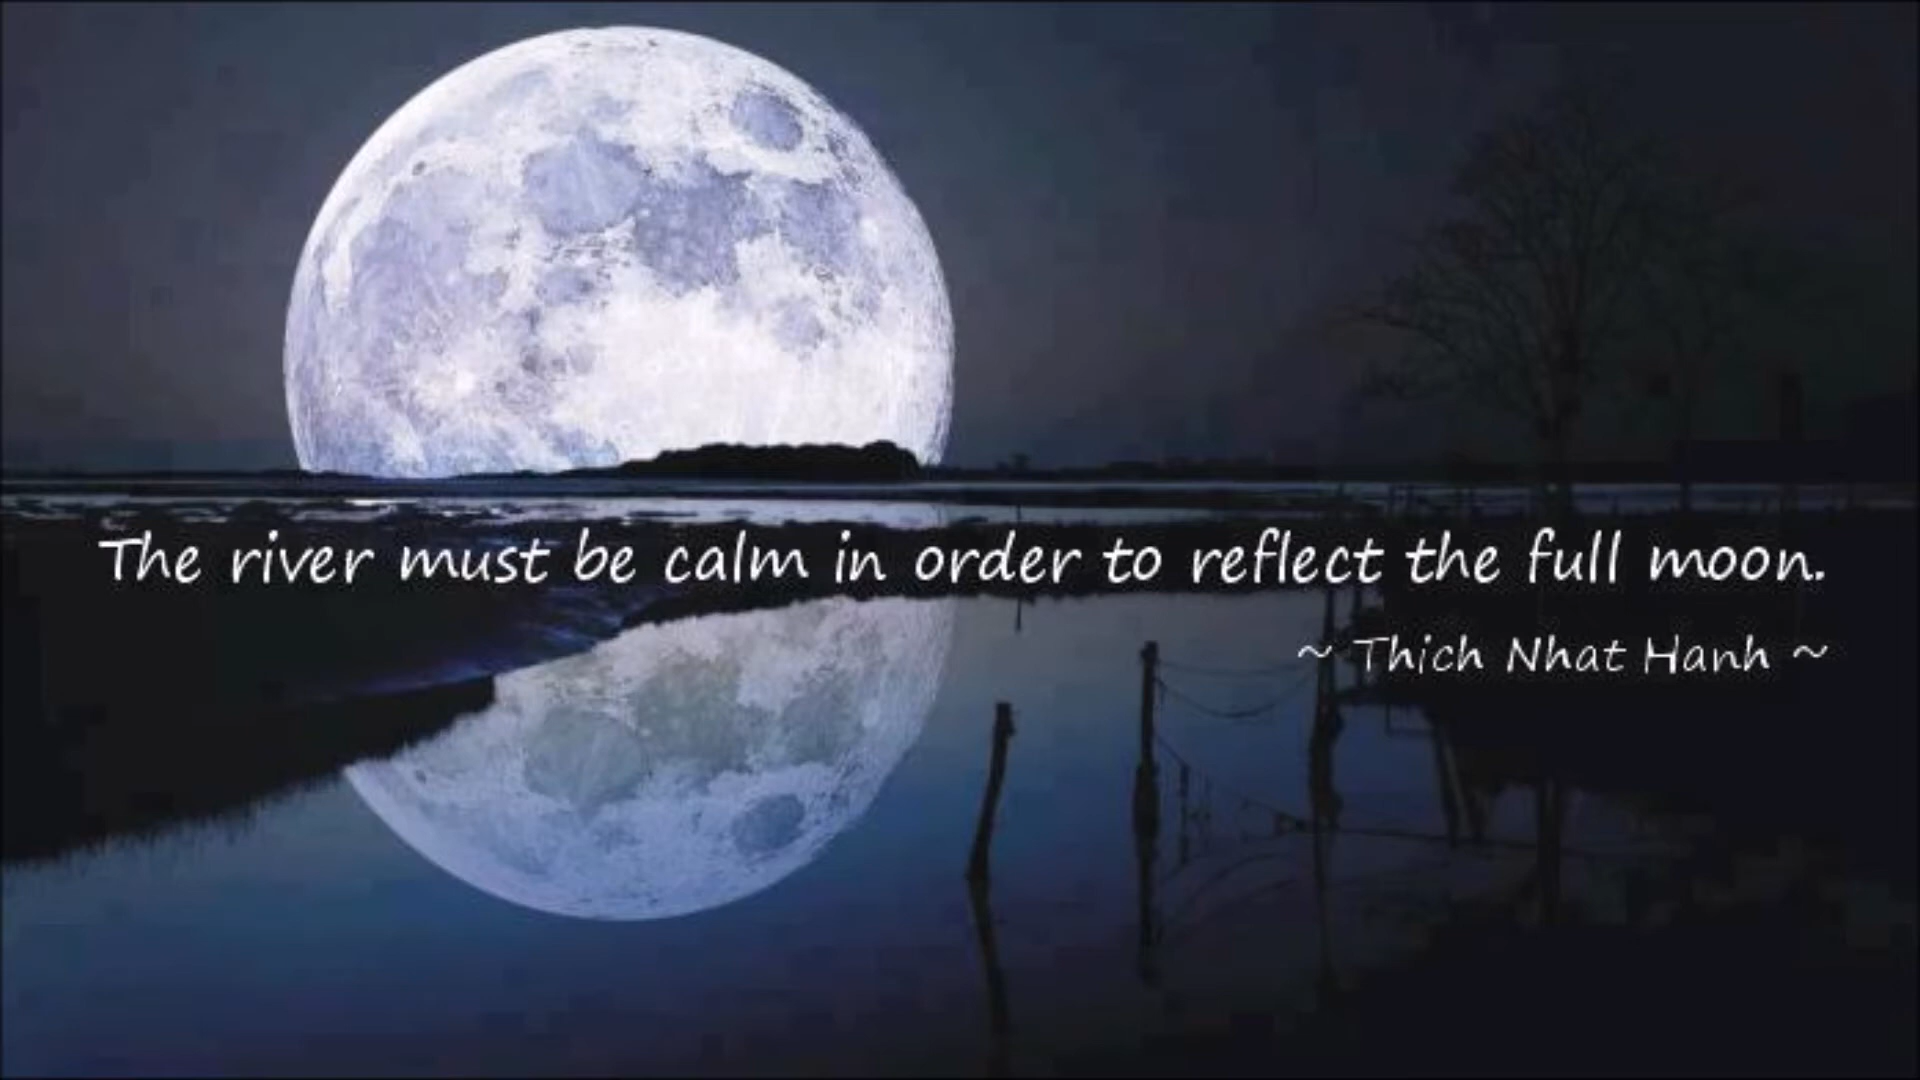 The river must be calm in order to reflect the full moon.
~ Thich Nhat Hanh ~